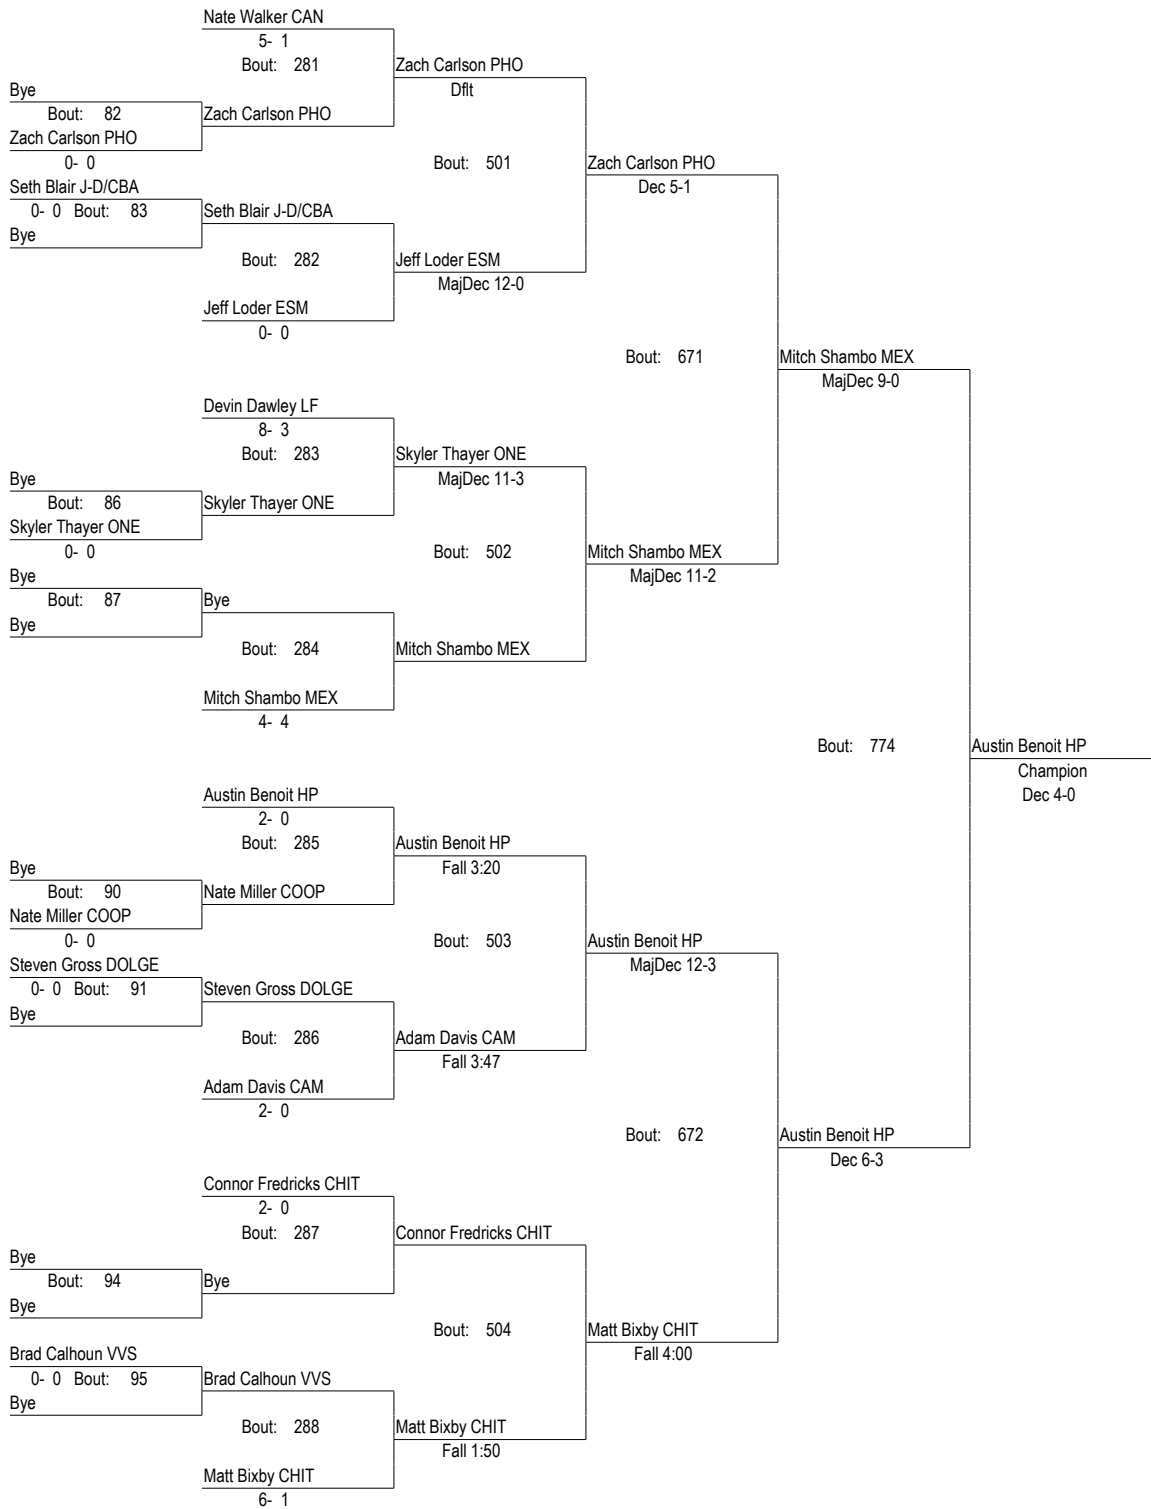 Nate Walker CAN
5- 1
Bout: 281
Zach Carlson PHO
Dflt
Bye
Bout: 82
Zach Carlson PHO
Zach Carlson PHO
0- 0
Bout: 501
Zach Carlson PHO
Dec 5-1
Seth Blair J-D/CBA
0- 0 Bout: 83
Seth Blair J-D/CBA
Bye
Bout: 282
Jeff Loder ESM
MajDec 12-0
Jeff Loder ESM
0- 0
Bout: 671
Mitch Shambo MEX
MajDec 9-0
Devin Dawley LF
8- 3
Bout: 283
Skyler Thayer ONE
MajDec 11-3
Bye
Bout: 86
Skyler Thayer ONE
Skyler Thayer ONE
0- 0
Bout: 502
Mitch Shambo MEX
MajDec 11-2
Bye
Bout: 87
Bye
Bye
Bout: 284
Mitch Shambo MEX
Mitch Shambo MEX
4- 4
Bout: 774
Austin Benoit HP
Champion
Dec 4-0
Austin Benoit HP
2- 0
Bout: 285
Austin Benoit HP
Fall 3:20
Bye
Bout: 90
Nate Miller COOP
Nate Miller COOP
0- 0
Bout: 503
Austin Benoit HP
MajDec 12-3
Steven Gross DOLGE
0- 0 Bout: 91
Steven Gross DOLGE
Bye
Bout: 286
Adam Davis CAM
Fall 3:47
Adam Davis CAM
2- 0
Bout: 672
Austin Benoit HP
Dec 6-3
Connor Fredricks CHIT
2- 0
Bout: 287
Connor Fredricks CHIT
Bye
Bout: 94
Bye
Bye
Bout: 504
Matt Bixby CHIT
Fall 4:00
Brad Calhoun VVS
0- 0 Bout: 95
Brad Calhoun VVS
Bye
Bout: 288
Matt Bixby CHIT
Fall 1:50
Matt Bixby CHIT
6- 1